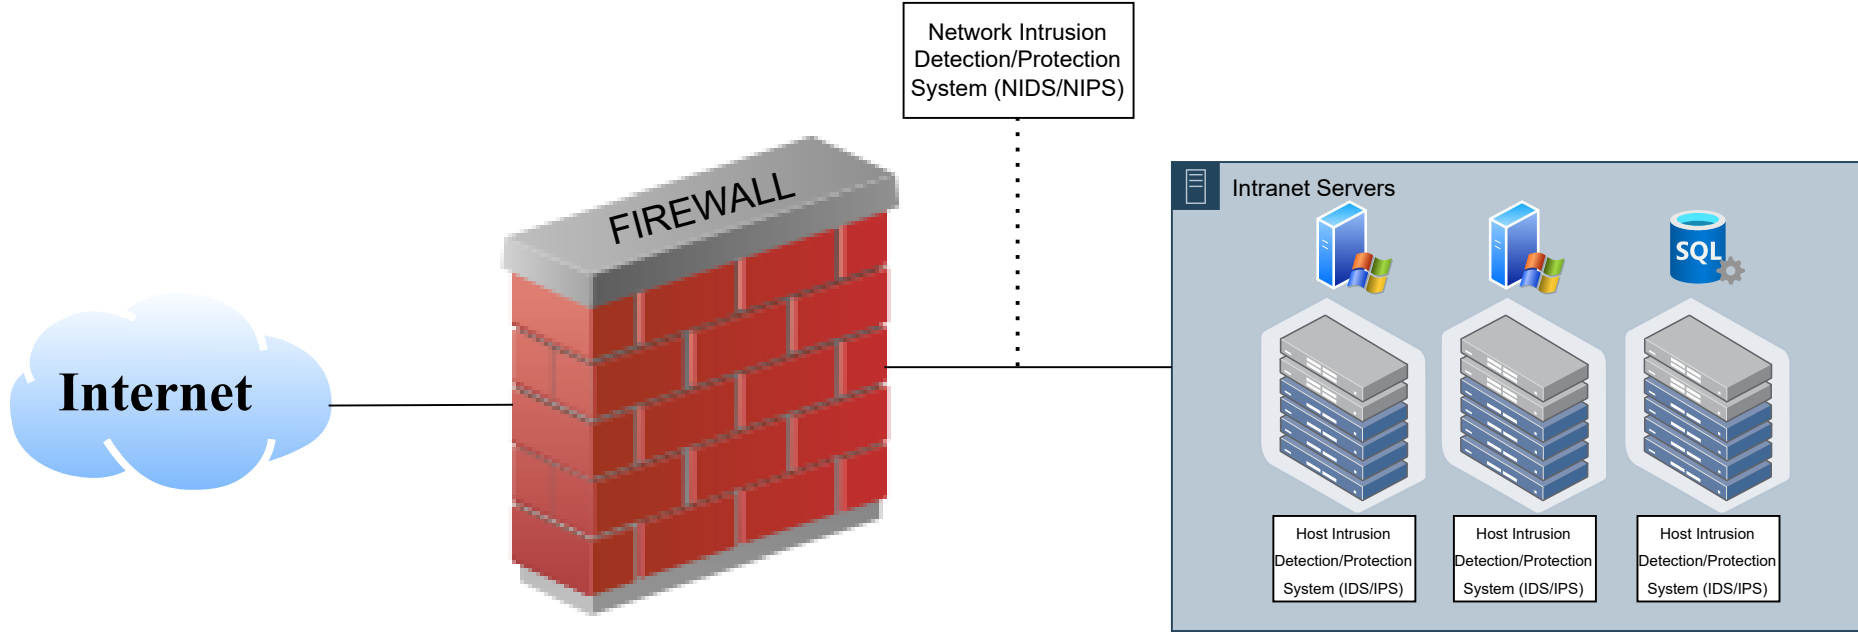 Network Intrusion
Detection/Protection
System (NIDS/NIPS)
FIREWALL
Internet
Intranet Servers
SQL
Host Intrusion
Detection/Protection
System (IDS/IPS)
Host Intrusion
Detection/Protection
System (IDS/IPS)
Host Intrusion
Detection/Protection
System (IDS/IPS)